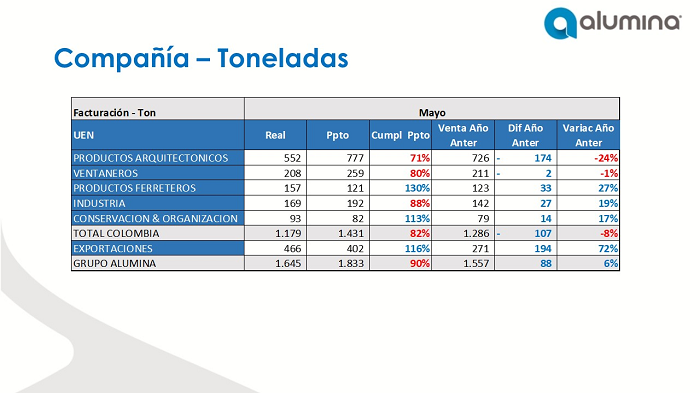 alumina
Compañía – Toneladas
Facturación - Ton Mayo
UEN Real Ppto Cumpl Ppto Venta Año Anter Dif Año Anter Variac Año Anter
PRODUCTOS ARQUITECTONICOS 552 777 71% 726 - 174 -24%
VENTANEROS 208 259 80% 211 - 2 -1%
PRODUCTOS FERRETEROS 157 121 130% 123 33 27%
INDUSTRIA 169 192 88% 142 27 19%
CONSERVACION & ORGANIZACION 93 82 113% 79 14 17%
TOTAL COLOMBIA 1.179 1.431 82% 1.286 - 107 -8%
EXPORTACIONES 466 402 116% 271 194 72%
GRUPO ALUMINA 1.645 1.833 90% 1.557 88 6%